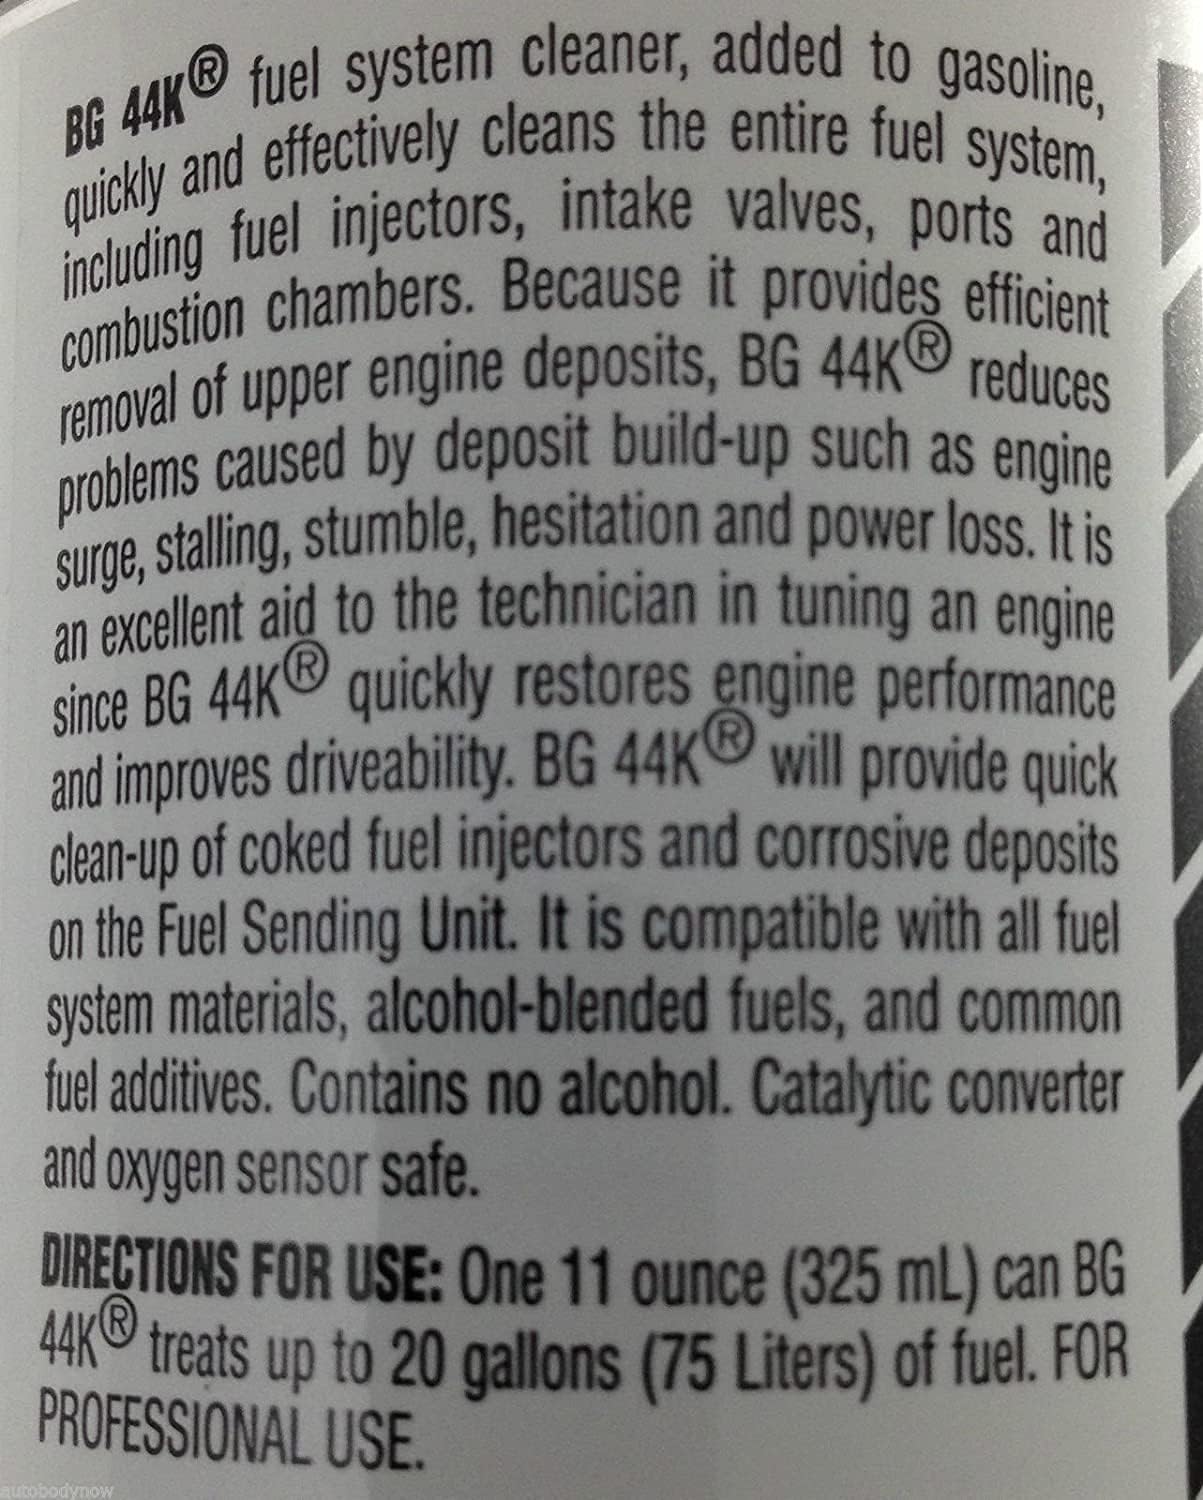 BG 44K® fuel system cleaner, added to gasoline,
quickly and effectively cleans the entire fuel system,
including fuel injectors, intake valves, ports and
combustion chambers. Because it provides efficient
removal of upper engine deposits, BG 44K® reduces
problems caused by deposit build-up such as engine
surge, stalling, stumble, hesitation and power loss. It is
an excellent aid to the technician in tuning an engine
since BG 44K® quickly restores engine performance
and improves driveability. BG 44K® will provide quick
clean-up of coked fuel injectors and corrosive deposits
on the Fuel Sending Unit. It is compatible with all fuel
system materials, alcohol-blended fuels, and common
fuel additives. Contains no alcohol. Catalytic converter
and oxygen sensor safe.
DIRECTIONS FOR USE: One 11 ounce (325 mL) can BG
44K® treats up to 20 gallons (75 Liters) of fuel. FOR
PROFESSIONAL USE.
autobodynow